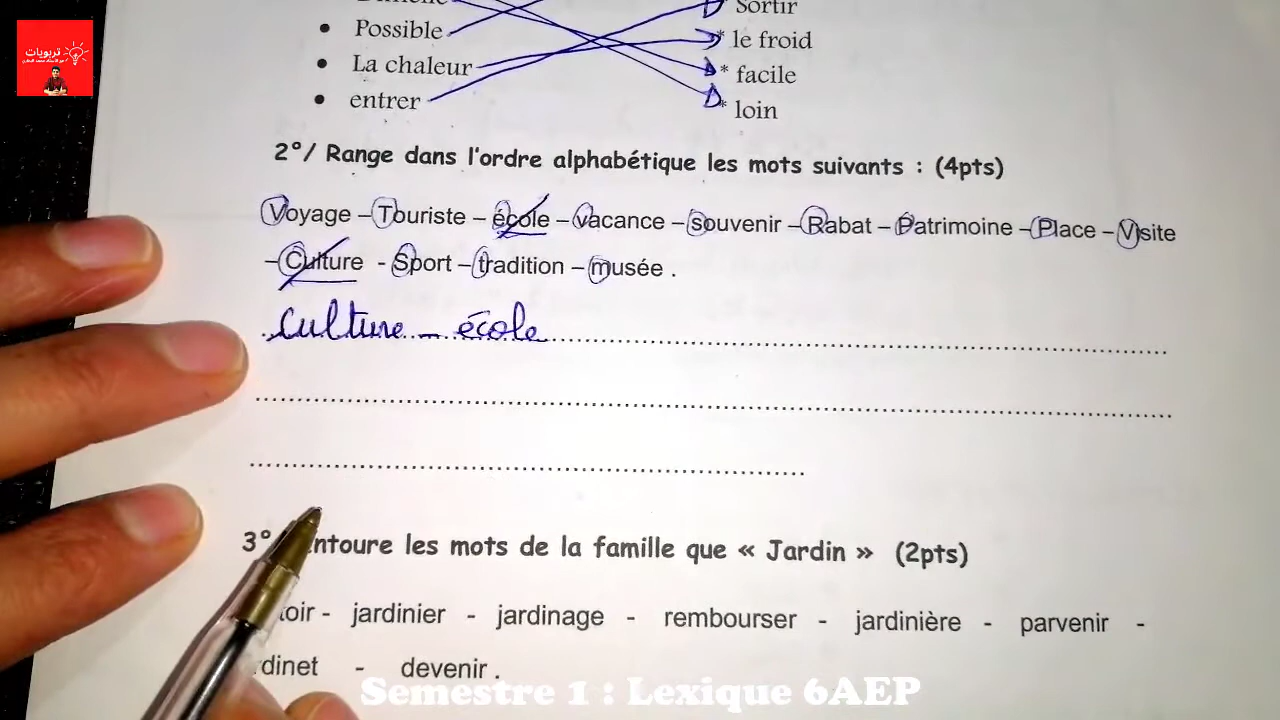 تربويات
Sortir
• Possible
* le froid
• La chaleur
* facile
• entrer
* loin
2°/ Range dans l'ordre alphabétique les mots suivants : (4pts)
Voyage – Touriste – école – vacance – souvenir – Rabat – Patrimoine – Place – Visite
– Culture - Sport – tradition – musée .
culture – école
3° entoure les mots de la famille que « Jardin » (2pts)
toir - jardinier - jardinage - rembourser - jardinière - parvenir -
dinet - devenir .
Semestre 1 : Lexique 6AEP